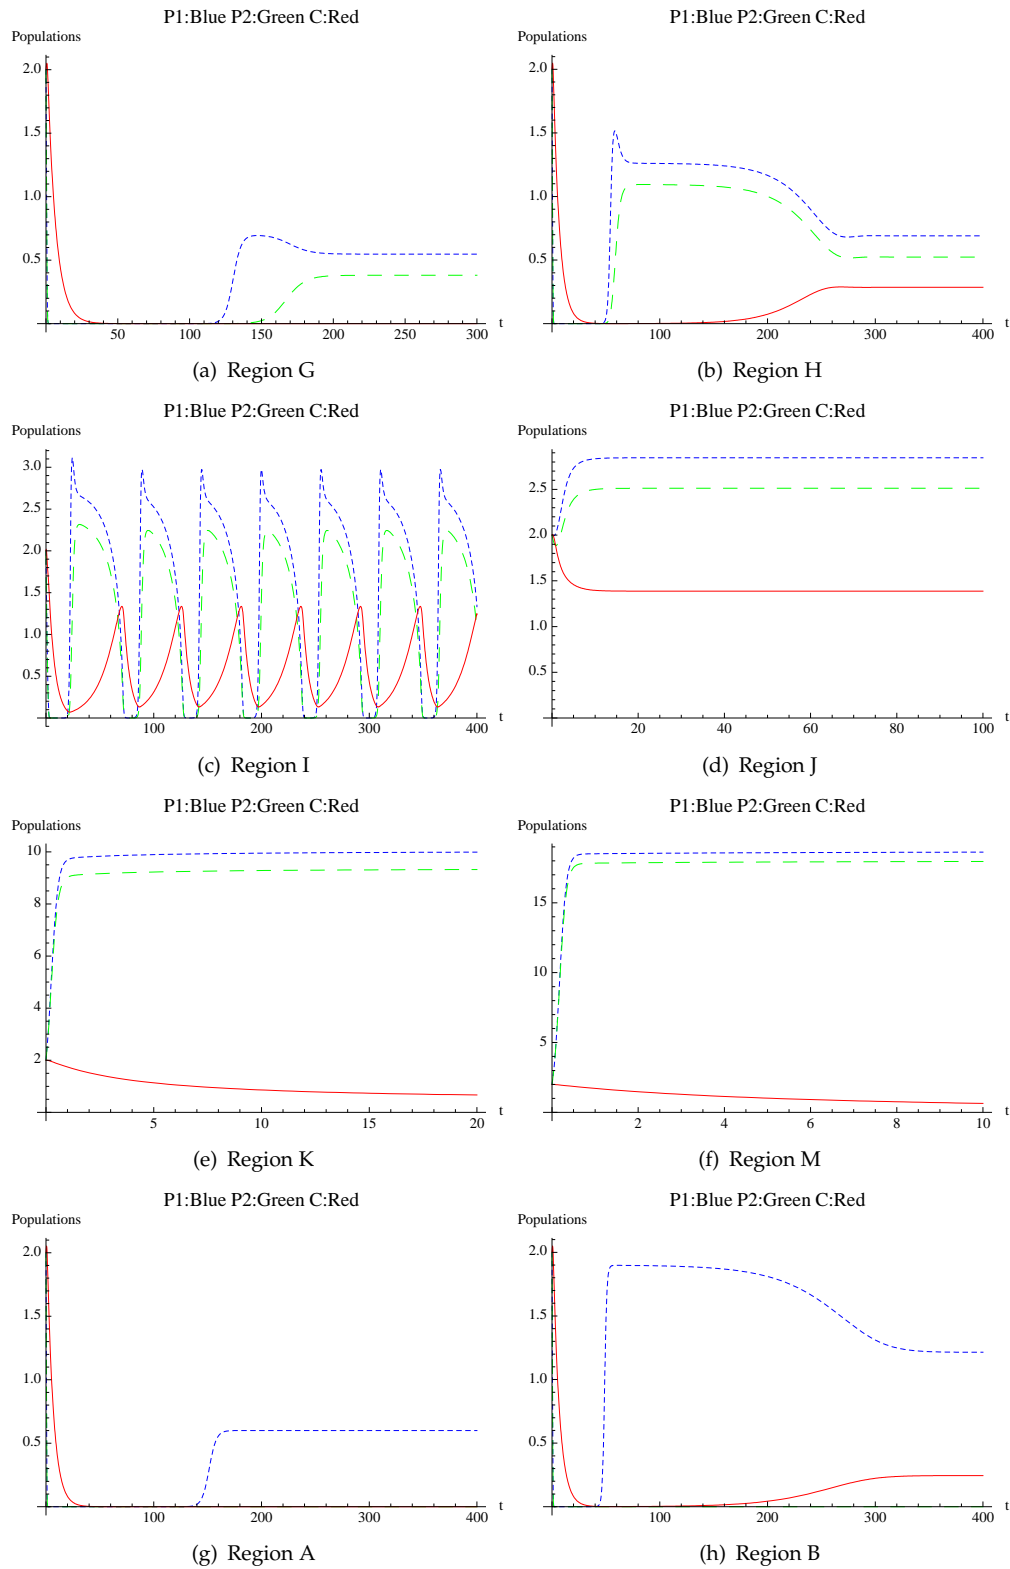 P1:Blue P2:Green C:Red
Populations
2.0
1.5
1.0
0.5
50 100 150 200 250 300
t
(a) Region G
P1:Blue P2:Green C:Red
Populations
2.0
1.5
1.0
0.5
100 200 300 400
t
(b) Region H
P1:Blue P2:Green C:Red
Populations
3.0
2.5
2.0
1.5
1.0
0.5
100 200 300 400
t
(c) Region I
P1:Blue P2:Green C:Red
Populations
2.5
2.0
1.5
1.0
0.5
20 40 60 80 100
t
(d) Region J
P1:Blue P2:Green C:Red
Populations
10
8
6
4
2
5 10 15 20
t
(e) Region K
P1:Blue P2:Green C:Red
Populations
15
10
5
2 4 6 8 10
t
(f) Region M
P1:Blue P2:Green C:Red
Populations
2.0
1.5
1.0
0.5
100 200 300 400
t
(g) Region A
P1:Blue P2:Green C:Red
Populations
2.0
1.5
1.0
0.5
100 200 300 400
t
(h) Region B